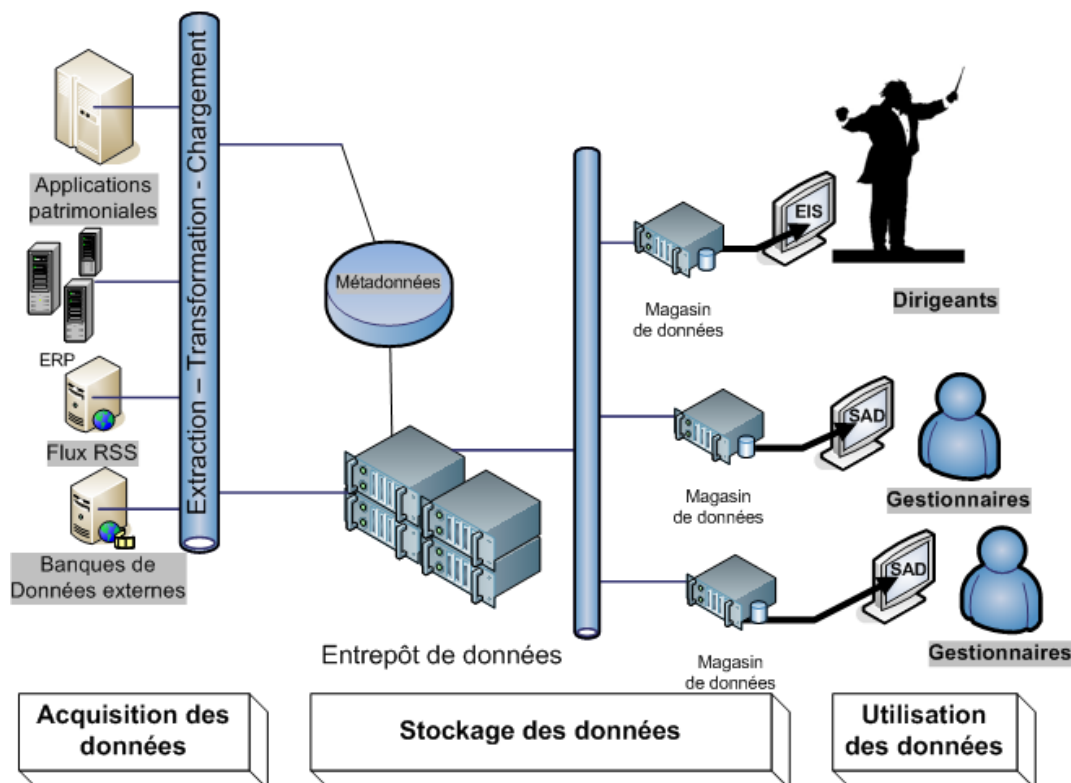 Extraction – Transformation - Chargement
Applications
patrimoniales
ERP
Flux RSS
Banques de
Données externes
Métadonnées
Entrepôt de données
EIS
Magasin
de données
Dirigeants
SAD
Magasin
de données
Gestionnaires
SAD
Magasin
de données
Gestionnaires
Acquisition des
données
Stockage des données
Utilisation
des données